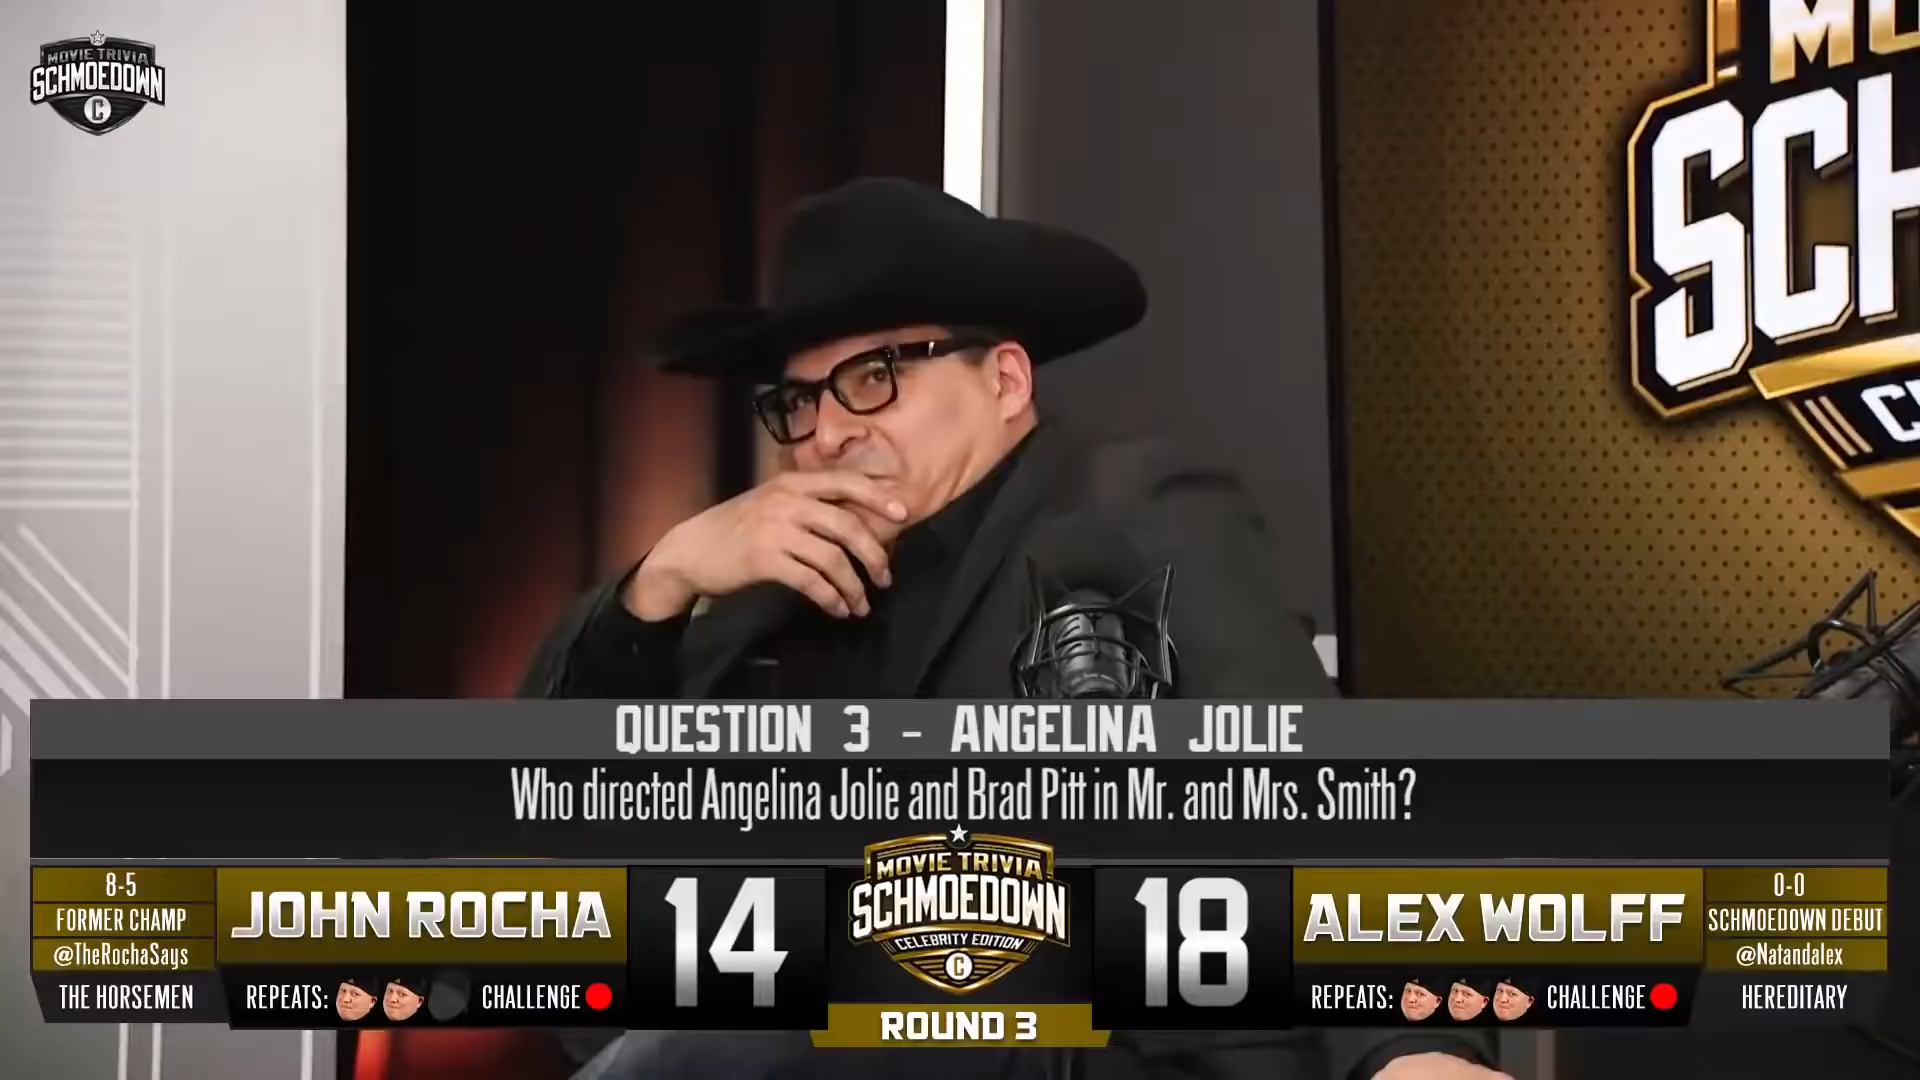 MOVIE TRIVIA
SCHMOEDOWN
C
SCH
QUESTION 3 - ANGELINA JOLIE
Who directed Angelina Jolie and Brad Pitt in Mr. and Mrs. Smith?
8-5
FORMER CHAMP
@TheRochaSays
THE HORSEMEN
JOHN ROCHA
REPEATS:
CHALLENGE
14
MOVIE TRIVIA
SCHMOEDOWN
CELEBRITY EDITION
C
ROUND 3
18
ALEX WOLFF
REPEATS:
CHALLENGE
0-0
SCHMOEDOWN DEBUT
@Natandalex
HEREDITARY